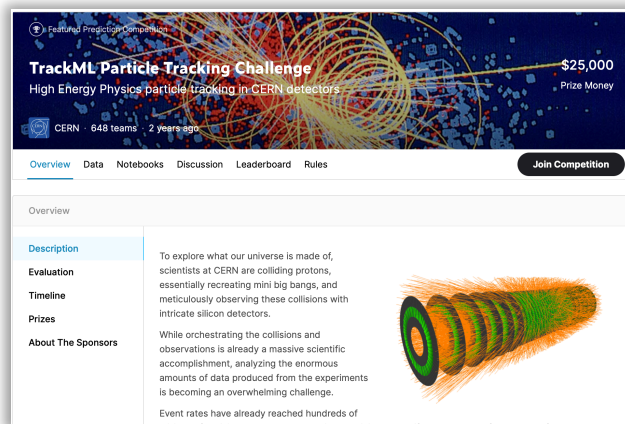 Featured Prediction Competition
TrackML Particle Tracking Challenge
$25,000
High Energy Physics particle tracking in CERN detectors
Prize Money
CERN · 648 teams · 2 years ago
Overview Data Notebooks Discussion Leaderboard Rules Join Competition
Overview
Description
Evaluation
Timeline
Prizes
About The Sponsors
To explore what our universe is made of,
scientists at CERN are colliding protons,
essentially recreating mini big bangs, and
meticulously observing these collisions with
intricate silicon detectors.
While orchestrating the collisions and
observations is already a massive scientific
accomplishment, analyzing the enormous
amounts of data produced from the experiments
is becoming an overwhelming challenge.
Event rates have already reached hundreds of